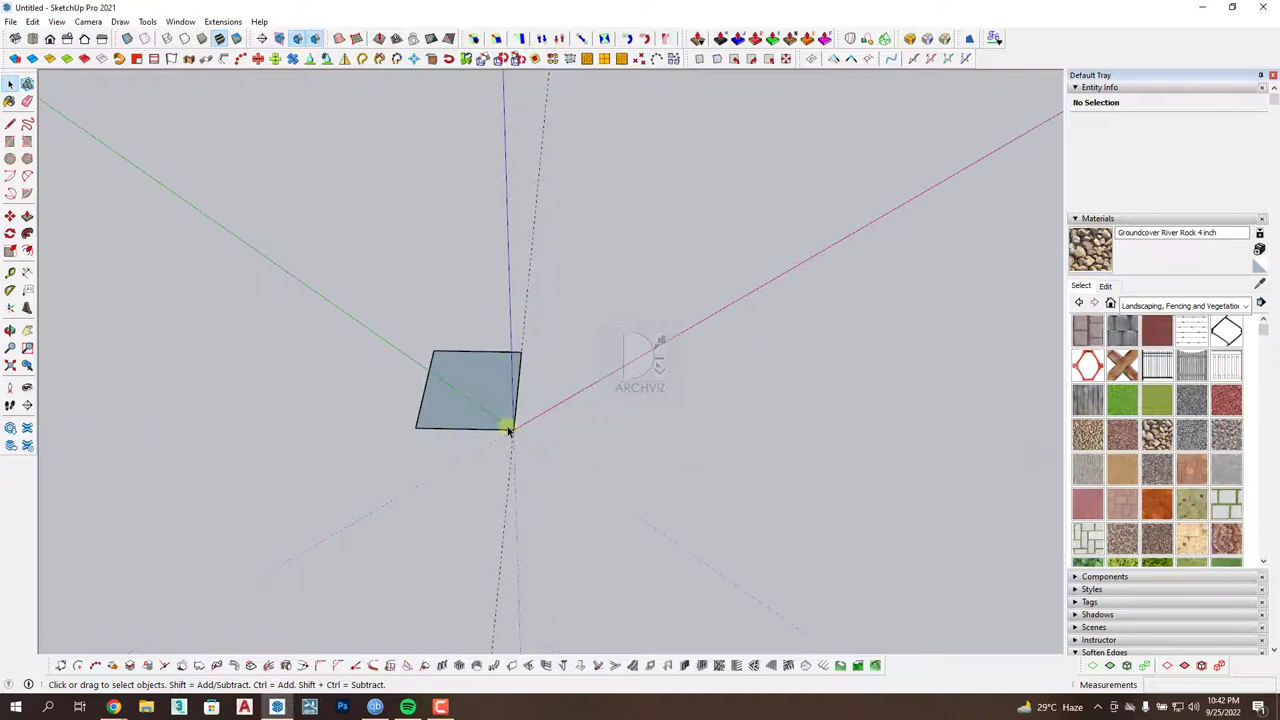 Untitled - SketchUp Pro 2021
File Edit View Camera Draw Tools Window Extensions Help
Default Tray
Entity Info
No Selection
Materials
Groundcover River Rock 4 inch
Select Edit
Landscaping, Fencing and Vegetatio
ARCHVIZ
Components
Styles
Tags
Shadows
Scenes
Instructor
Soften Edges
Click or drag to select objects. Shift = Add/Subtract. Ctrl = Add. Shift + Ctrl = Subtract.
Measurements
29°C Haze
10:42 PM
9/25/2022